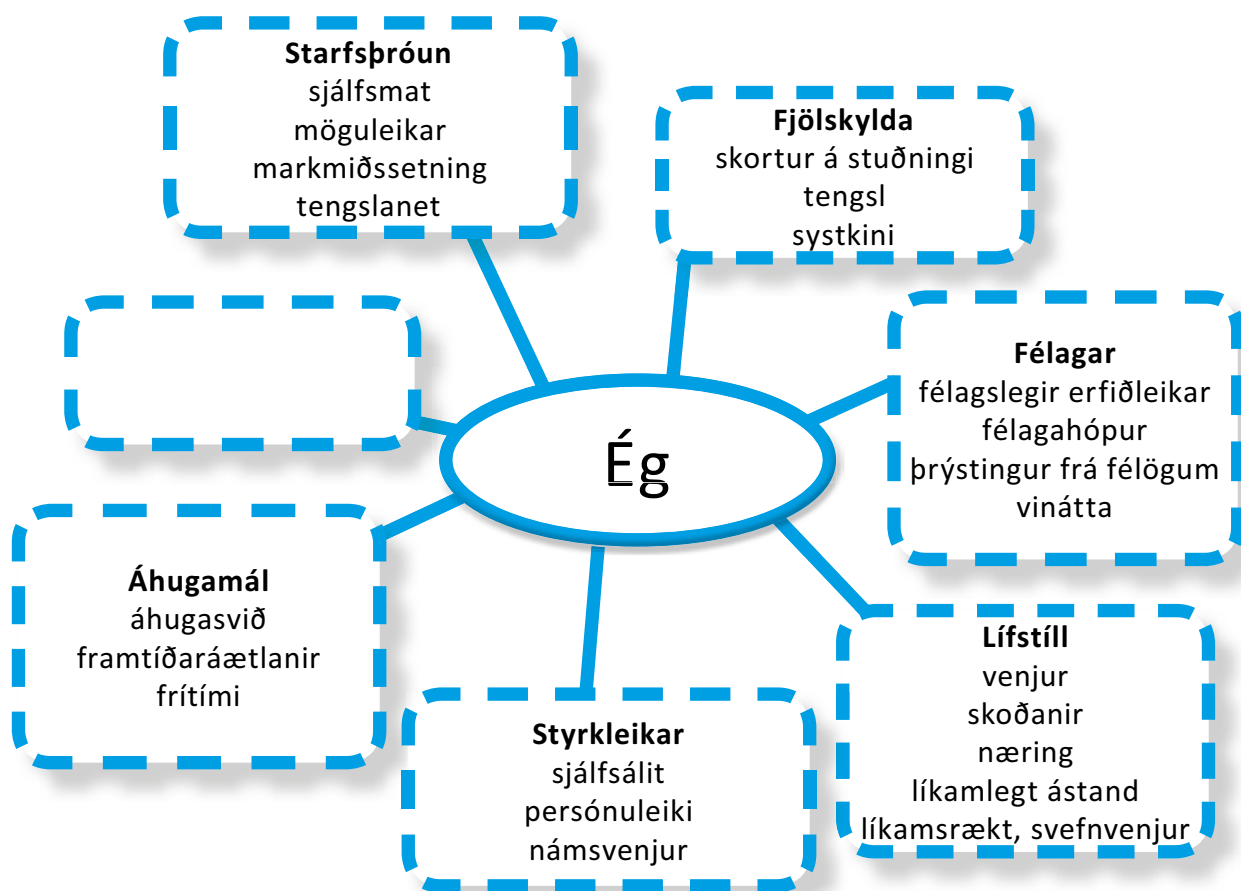 Starfsþróun
sjálfsmat
möguleikar
markmiðssetning
tengslanet
Fjölskylda
skortur á stuðningi
tengsl
systkini
Félagar
félagslegir erfiðleikar
félagahópur
þrýstingur frá félögum
vinátta
Ég
Áhugamál
áhugasvið
framtíðaráætlanir
frítími
Styrkleikar
sjálfsálit
persónuleiki
námsvenjur
Lífstíll
venjur
skoðanir
næring
líkamlegt ástand
líkamsrækt, svefnvenjur